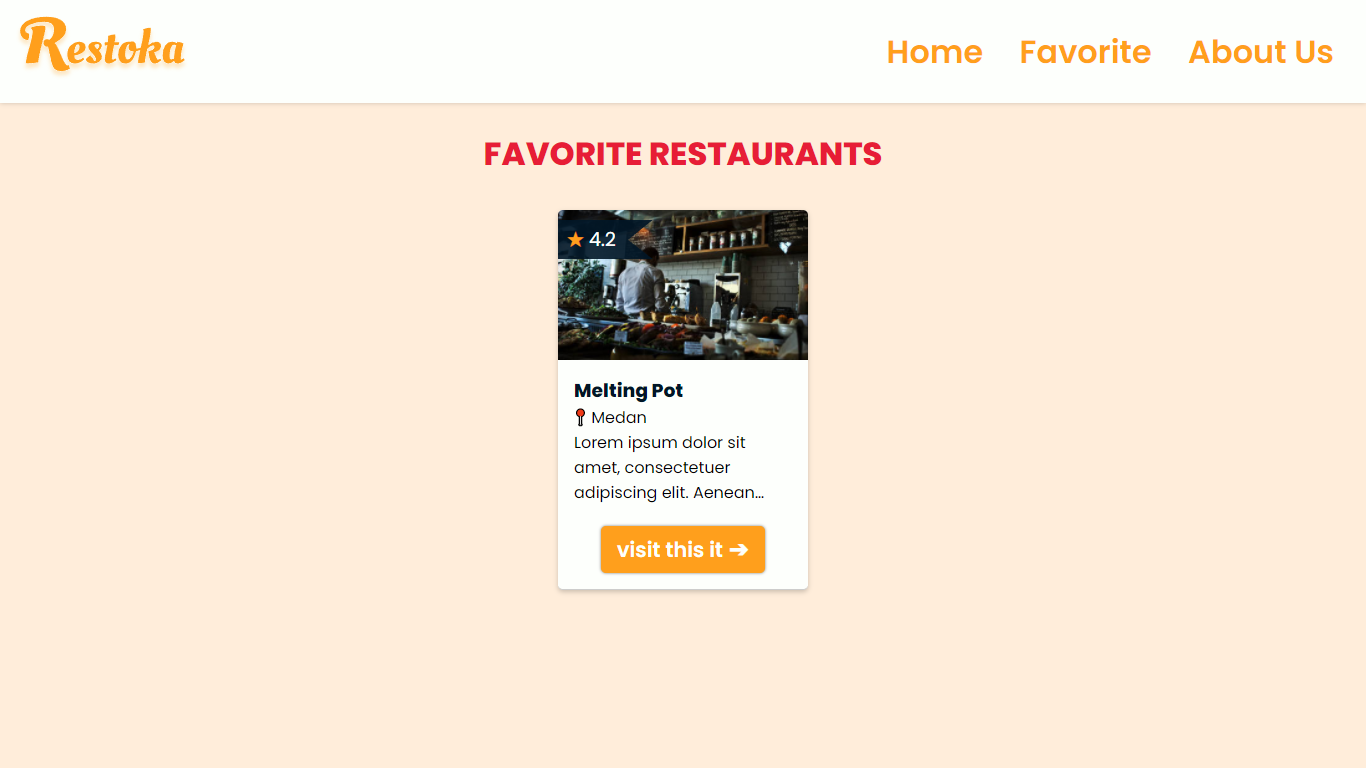 Restoka
Home Favorite About Us
FAVORITE RESTAURANTS
★ 4.2
Melting Pot
📍 Medan
Lorem ipsum dolor sit
amet, consectetuer
adipiscing elit. Aenean...
visit this it ➔